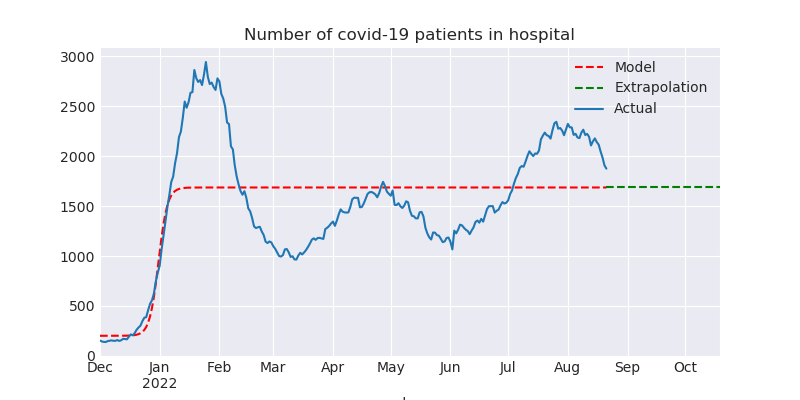 Number of covid-19 patients in hospital
3000
2500
2000
1500
1000
500
0
Model
Extrapolation
Actual
Dec Jan Feb Mar Apr May Jun Jul Aug Sep Oct
2022